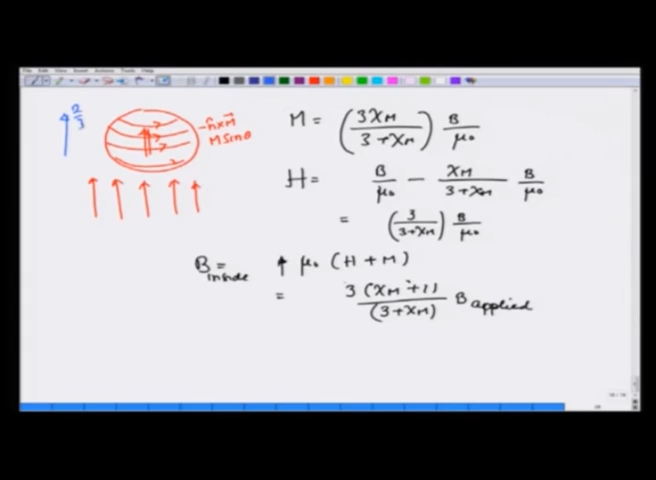 2/3
-n̂×M⃗
M sinθ
M = (3χM / 3+χM) B/μ₀
H = B/μ₀ − χM/3+χM B/μ₀
= (3/3+χM) B/μ₀
B inside = ↑ μ₀ (H + M)
= 3(χM+1)/(3+χM) B applied